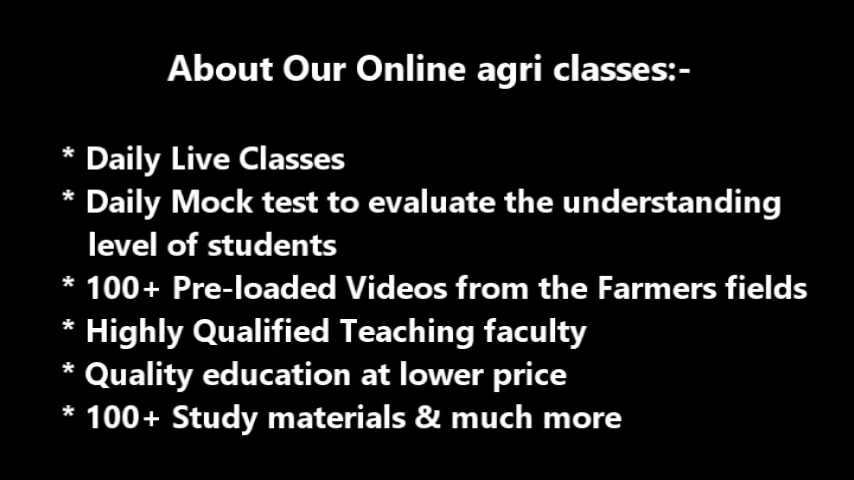 About Our Online agri classes:-
* Daily Live Classes
* Daily Mock test to evaluate the understanding
level of students
* 100+ Pre-loaded Videos from the Farmers fields
* Highly Qualified Teaching faculty
* Quality education at lower price
* 100+ Study materials & much more